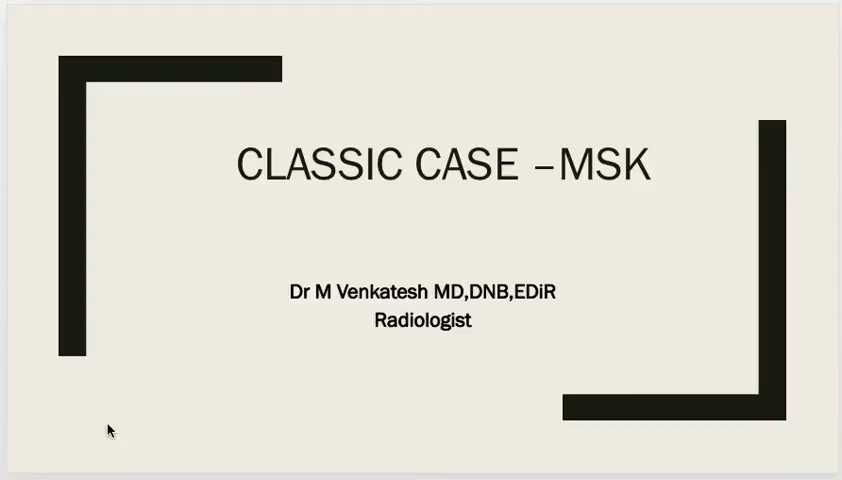 CLASSIC CASE –MSK
Dr M Venkatesh MD,DNB,EDiR
Radiologist